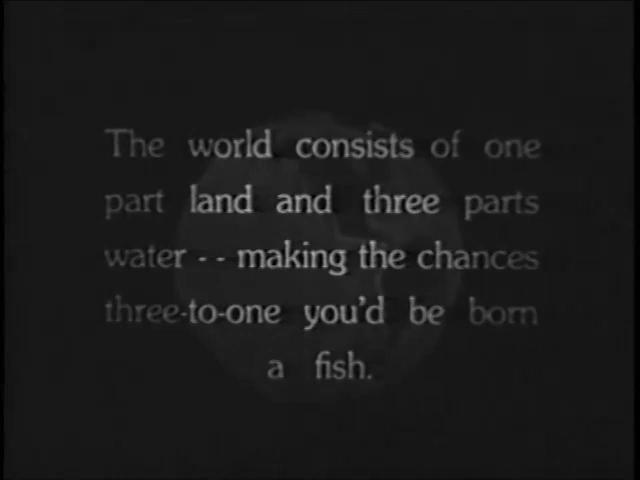 The world consists of one
part land and three parts
water -- making the chances
three-to-one you'd be born
a fish.